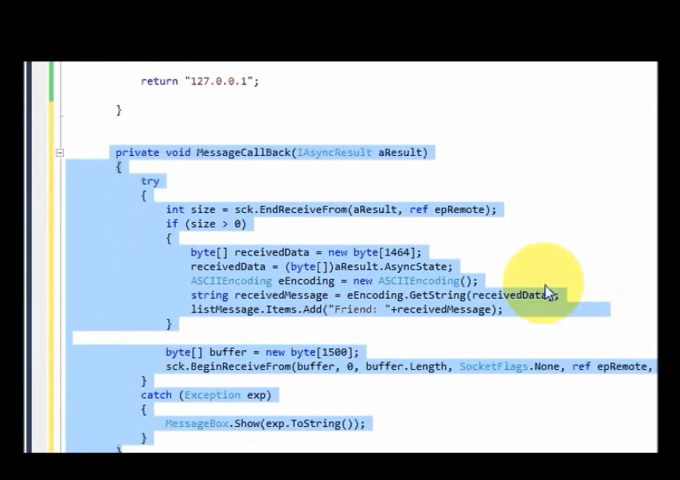 return "127.0.0.1";
}
private void MessageCallBack(IAsyncResult aResult)
{
try
{
int size = sck.EndReceiveFrom(aResult, ref epRemote);
if (size > 0)
{
byte[] receivedData = new byte[1464];
receivedData = (byte[])aResult.AsyncState;
ASCIIEncoding eEncoding = new ASCIIEncoding();
string receivedMessage = eEncoding.GetString(receivedData);
listMessage.Items.Add("Friend: "+receivedMessage);
}
byte[] buffer = new byte[1500];
sck.BeginReceiveFrom(buffer, 0, buffer.Length, SocketFlags.None, ref epRemote,
}
catch (Exception exp)
{
MessageBox.Show(exp.ToString());
}
}